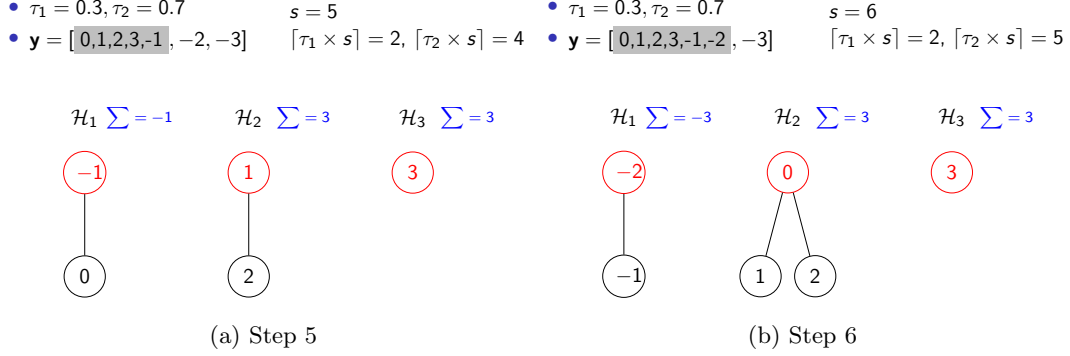 • τ₁ = 0.3, τ₂ = 0.7
s = 5
• y = [ 0,1,2,3,-1 , −2, −3]
⌈τ₁ × s⌉ = 2, ⌈τ₂ × s⌉ = 4
H₁ ∑ = −1
H₂ ∑ = 3
H₃ ∑ = 3
−1
1
3
0
2
(a) Step 5
• τ₁ = 0.3, τ₂ = 0.7
s = 6
• y = [ 0,1,2,3,-1,-2 , −3]
⌈τ₁ × s⌉ = 2, ⌈τ₂ × s⌉ = 5
H₁ ∑ = −3
H₂ ∑ = 3
H₃ ∑ = 3
−2
0
3
−1
1
2
(b) Step 6